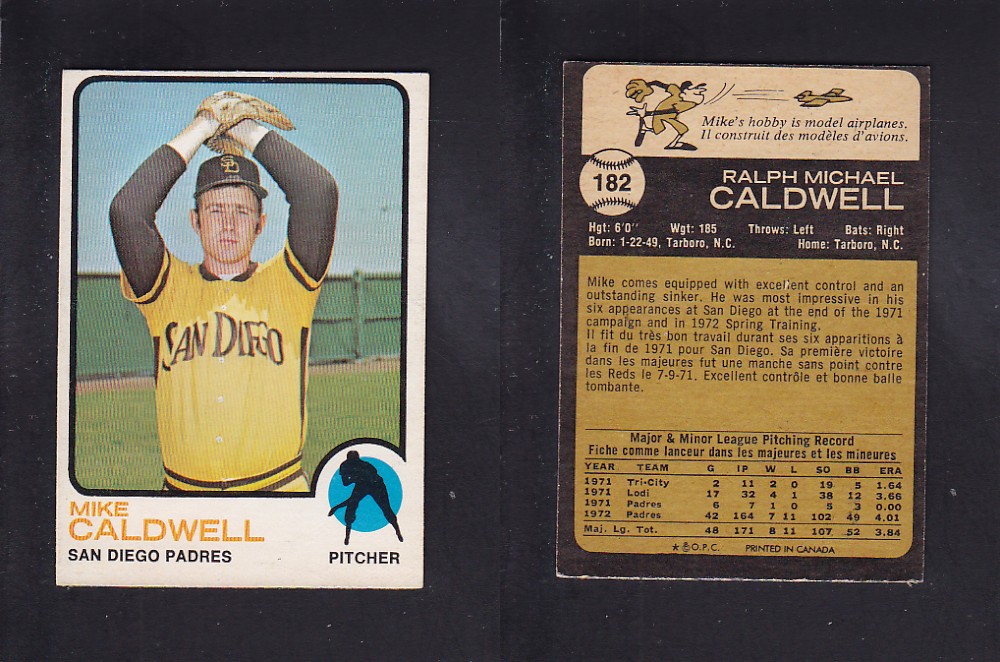 SD
SAN DIEGO
MIKE
CALDWELL
SAN DIEGO PADRES
PITCHER
Mike's hobby is model airplanes.
Il construit des modèles d'avions.
182
RALPH MICHAEL
CALDWELL
Hgt: 6'0" Wgt: 185 Throws: Left Bats: Right
Born: 1-22-49, Tarboro, N.C. Home: Tarboro, N.C.
Mike comes equipped with excellent control and an
outstanding sinker. He was most impressive in his
six appearances at San Diego at the end of the 1971
campaign and in 1972 Spring Training.
Il fit du très bon travail durant ses six apparitions à
la fin de 1971 pour San Diego. Sa première victoire
dans les majeures fut une manche sans point contre
les Reds le 7-9-71. Excellent contrôle et bonne balle
tombante.
Major & Minor League Pitching Record
Fiche comme lanceur dans les majeures et les mineures
YEAR TEAM G IP W L SO BB ERA
1971 Tri-City 2 11 2 0 19 5 1.64
1971 Lodi 17 32 4 1 38 12 3.66
1971 Padres 6 7 1 0 5 3 0.00
1972 Padres 42 164 7 11 102 49 4.01
Maj. Lg. Tot. 48 171 8 11 107 52 3.84
* © O.P.C. PRINTED IN CANADA